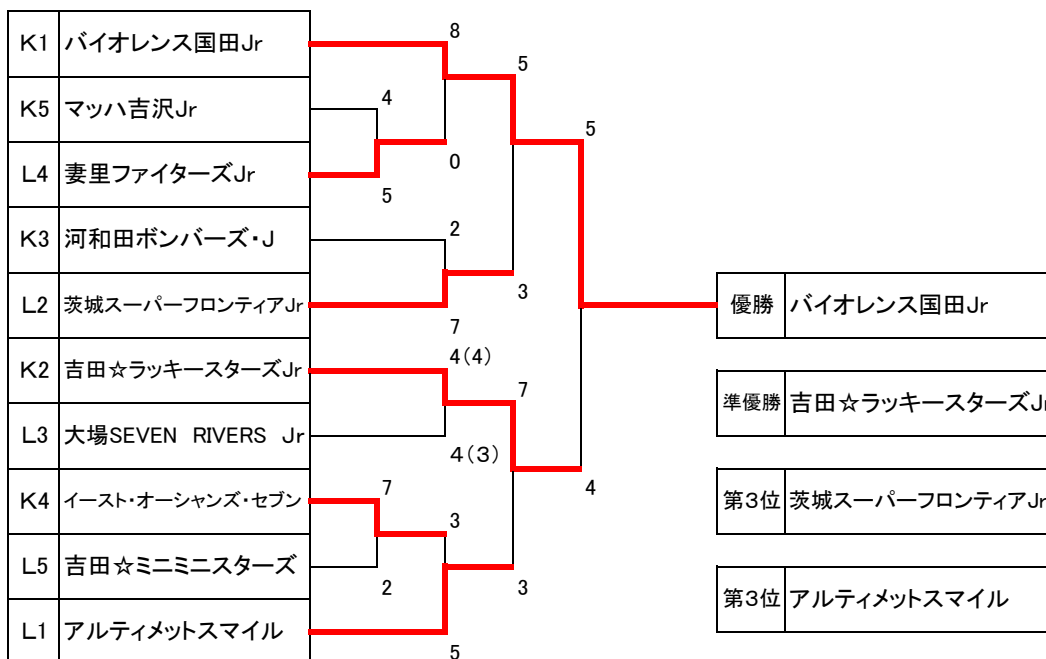 K1 バイオレンス国田Jr
K5 マッハ吉沢Jr
L4 妻里ファイターズJr
K3 河和田ボンバーズ・J
L2 茨城スーパーフロンティアJr
K2 吉田☆ラッキースターズJr
L3 大場SEVEN RIVERS Jr
K4 イースト・オーシャンズ・セブン
L5 吉田☆ミニミニスターズ
L1 アルティメットスマイル
8
4
0
5
2
7
4(4)
4(3)
7
3
2
5
5
3
7
3
5
4
優勝 バイオレンス国田Jr
準優勝 吉田☆ラッキースターズJr
第3位 茨城スーパーフロンティアJr
第3位 アルティメットスマイル